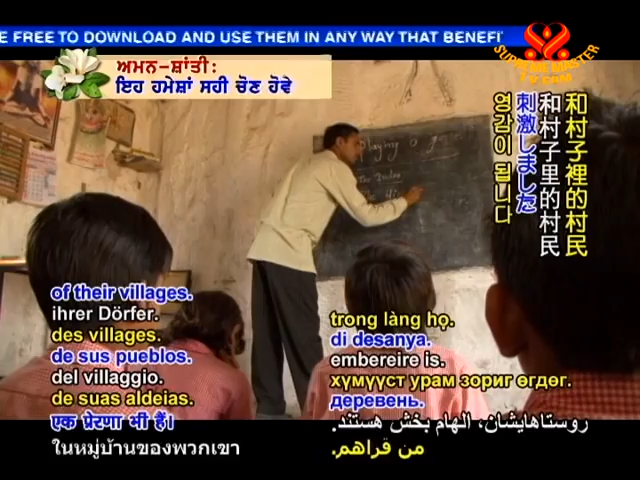 E FREE TO DOWNLOAD AND USE THEM IN ANY WAY THAT BENEFIT
SUPREME MASTER
TV.COM
ਅਮਨ-ਸ਼ਾਂਤੀ:
ਇਹ ਹਮੇਸ਼ਾਂ ਸਹੀ ਚੋਣ ਹੋਵੇ
和村子裡的村民
和村子里的村民
刺激しました
영감이 됩니다
of their villages.
ihrer Dörfer.
des villages.
de sus pueblos.
del villaggio.
de suas aldeias.
एक प्रेरणा भी हैं।
ในหมู่บ้านของพวกเขา
trong làng họ.
di desanya.
embereire is.
хүмүүст урам зориг өгдөг.
деревень.
روستاهایشان، الهام بخش هستند.
من قراهم.